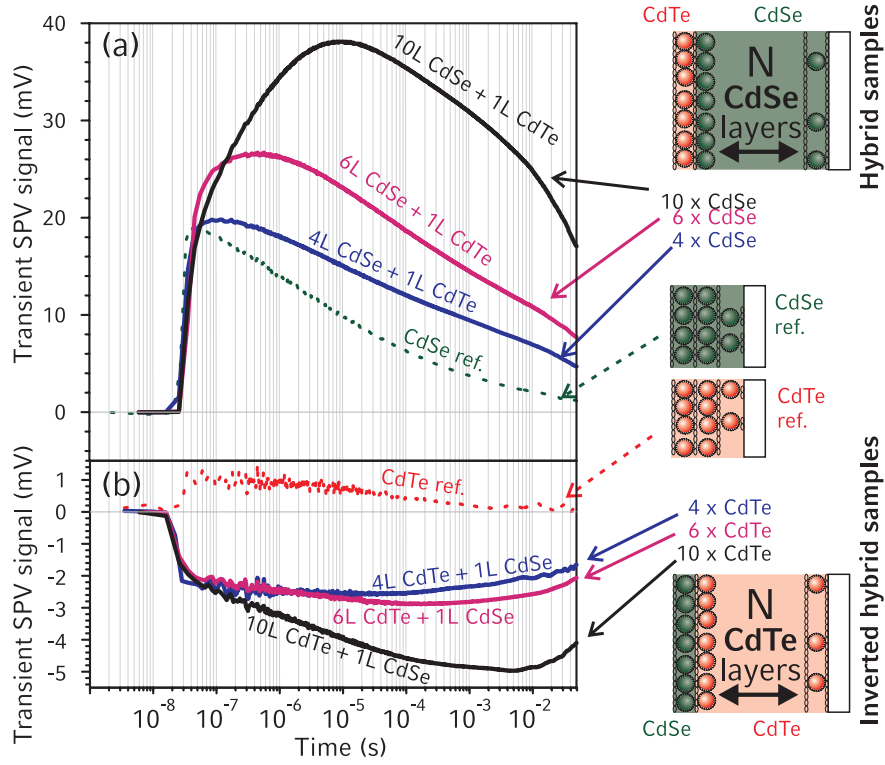 (a)
Transient SPV signal (mV)
40
30
20
10
0
10L CdSe + 1L CdTe
6L CdSe + 1L CdTe
4L CdSe + 1L CdTe
CdSe ref.
CdTe
CdSe
N
CdSe
layers
Hybrid samples
10 x CdSe
6 x CdSe
4 x CdSe
CdSe
ref.
CdTe
ref.
(b)
Transient SPV signal (mV)
1
0
-1
-2
-3
-4
-5
CdTe ref.
4L CdTe + 1L CdSe
6L CdTe + 1L CdSe
10L CdTe + 1L CdSe
10⁻⁸ 10⁻⁷ 10⁻⁶ 10⁻⁵ 10⁻⁴ 10⁻³ 10⁻²
Time (s)
4 x CdTe
6 x CdTe
10 x CdTe
N
CdTe
layers
CdSe
CdTe
Inverted hybrid samples